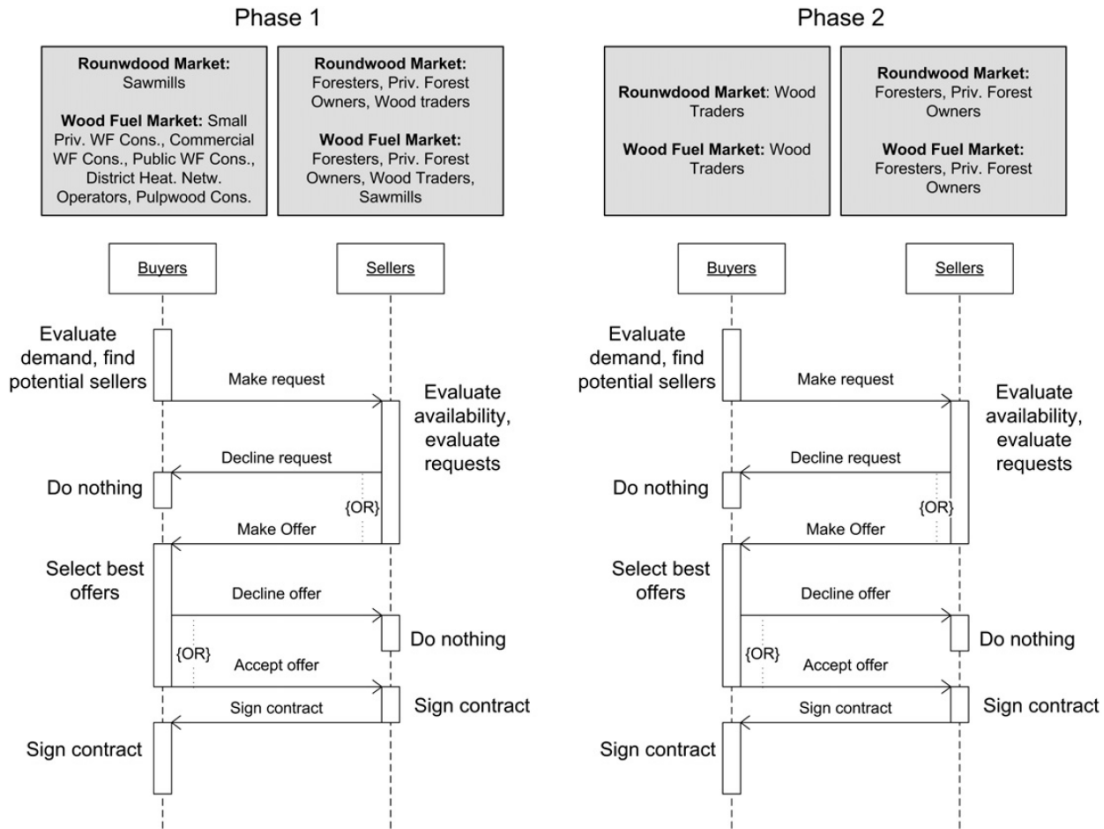 Phase 1
Rounwdood Market:
Sawmills
Wood Fuel Market: Small
Priv. WF Cons., Commercial
WF Cons., Public WF Cons.,
District Heat. Netw.
Operators, Pulpwood Cons.
Roundwood Market:
Foresters, Priv. Forest
Owners, Wood traders
Wood Fuel Market:
Foresters, Priv. Forest
Owners, Wood Traders,
Sawmills
Buyers
Sellers
Evaluate
demand, find
potential sellers
Make request
Evaluate
availability,
evaluate
requests
Decline request
Do nothing
{OR}
Make Offer
Select best
offers
Decline offer
Do nothing
{OR}
Accept offer
Sign contract
Sign contract
Sign contract
Phase 2
Rounwdood Market: Wood
Traders
Wood Fuel Market: Wood
Traders
Roundwood Market:
Foresters, Priv. Forest
Owners
Wood Fuel Market:
Foresters, Priv. Forest
Owners
Buyers
Sellers
Evaluate
demand, find
potential sellers
Make request
Evaluate
availability,
evaluate
requests
Decline request
Do nothing
{OR}
Make Offer
Select best
offers
Decline offer
Do nothing
{OR}
Accept offer
Sign contract
Sign contract
Sign contract